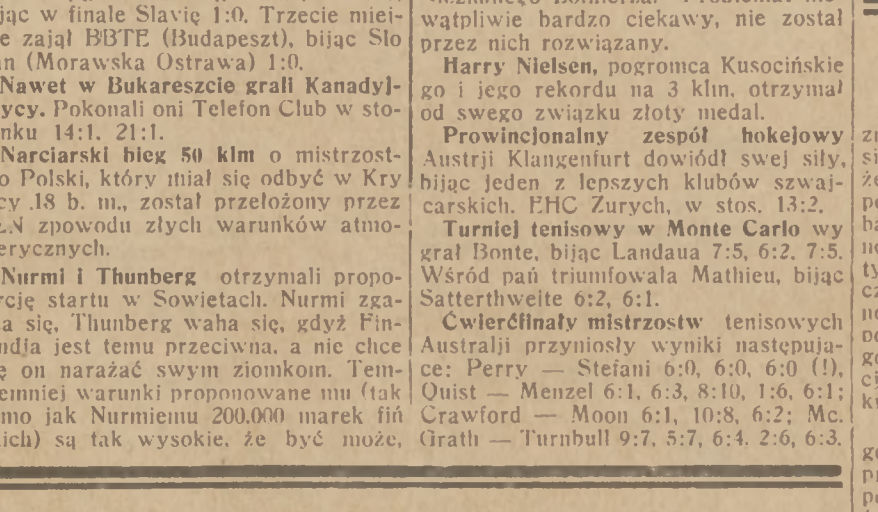 jąc w finale Slavię 1:0. Trzecie miej-
e zajął BBTE (Budapeszt), bijąc Slo
an (Morawska Ostrawa) 1:0.
Nawet w Bukareszcie grali Kanadyj-
ycy. Pokonali oni Telefon Club w sto-
nku 14:1, 21:1.
Narciarski bieg 50 klm o mistrzost-
o Polski, który miał się odbyć w Kry
cy 18 b. m., został przełożony przez
ZN zpowodu złych warunków atmo-
erycznych.
Nurmi i Thunberg otrzymali propo-
rcję startu w Sowietach. Nurmi zga-
a się, Thunberg waha się, gdyż Fin-
ndja jest temu przeciwna, a nie chce
ę on narażać swym ziomkom. Tem-
emniej warunki proponowane mu (tak
mo jak Nurmiemu 200.000 marek fiń
ich) są tak wysokie, że być może,
wątpliwie bardzo ciekawy, nie został
przez nich rozwiązany.
Harry Nielsen, pogromca Kusocińskie
go i jego rekordu na 3 klm, otrzymał
od swego związku złoty medal.
Prowincjonalny zespół hokejowy
Austrji Klangenfurt dowiódł swej siły,
bijąc jeden z lepszych klubów szwaj-
carskich. EHC Zurych, w stos. 13:2.
Turniej tenisowy w Monte Carlo wy
grał Bonte, bijąc Landaua 7:5, 6:2, 7:5.
Wśród pań triumfowala Mathieu, bijąc
Satterthweite 6:2, 6:1.
Ćwierćfinały mistrzostw tenisowych
Australji przyniosły wyniki następują-
ce: Perry — Stefani 6:0, 6:0, 6:0 (!),
Quist — Menzel 6:1, 6:3, 8:10, 1:6, 6:1;
Crawford — Moon 6:1, 10:8, 6:2; Mc.
Grath — Turnbull 9:7, 5:7, 6:4, 2:6, 6:3.